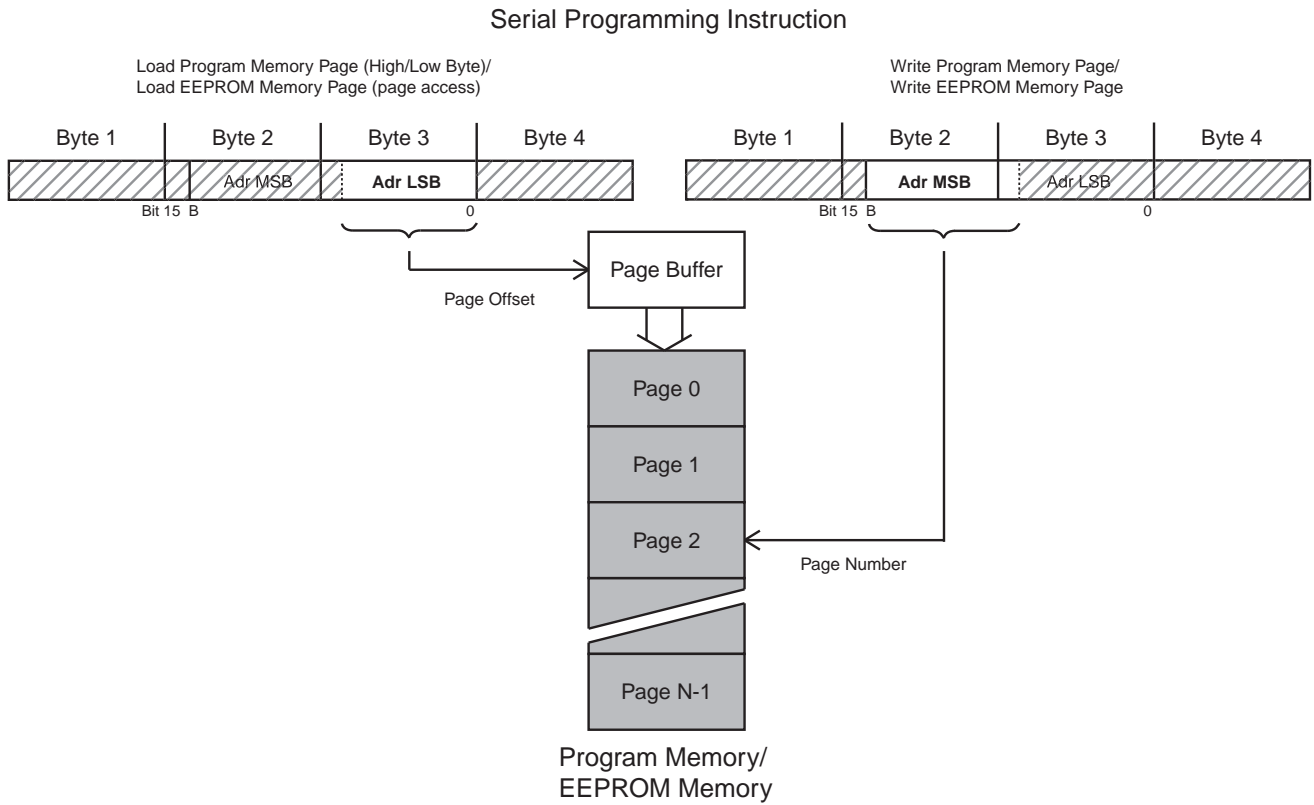 Serial Programming Instruction
Load Program Memory Page (High/Low Byte)/
Load EEPROM Memory Page (page access)
Write Program Memory Page/
Write EEPROM Memory Page
Byte 1 Byte 2 Byte 3 Byte 4
Byte 1 Byte 2 Byte 3 Byte 4
Adr MSB Adr LSB
Adr MSB Adr LSB
Bit 15 B 0
Bit 15 B 0
Page Buffer
Page Offset
Page 0
Page 1
Page 2
Page Number
Page N-1
Program Memory/
EEPROM Memory